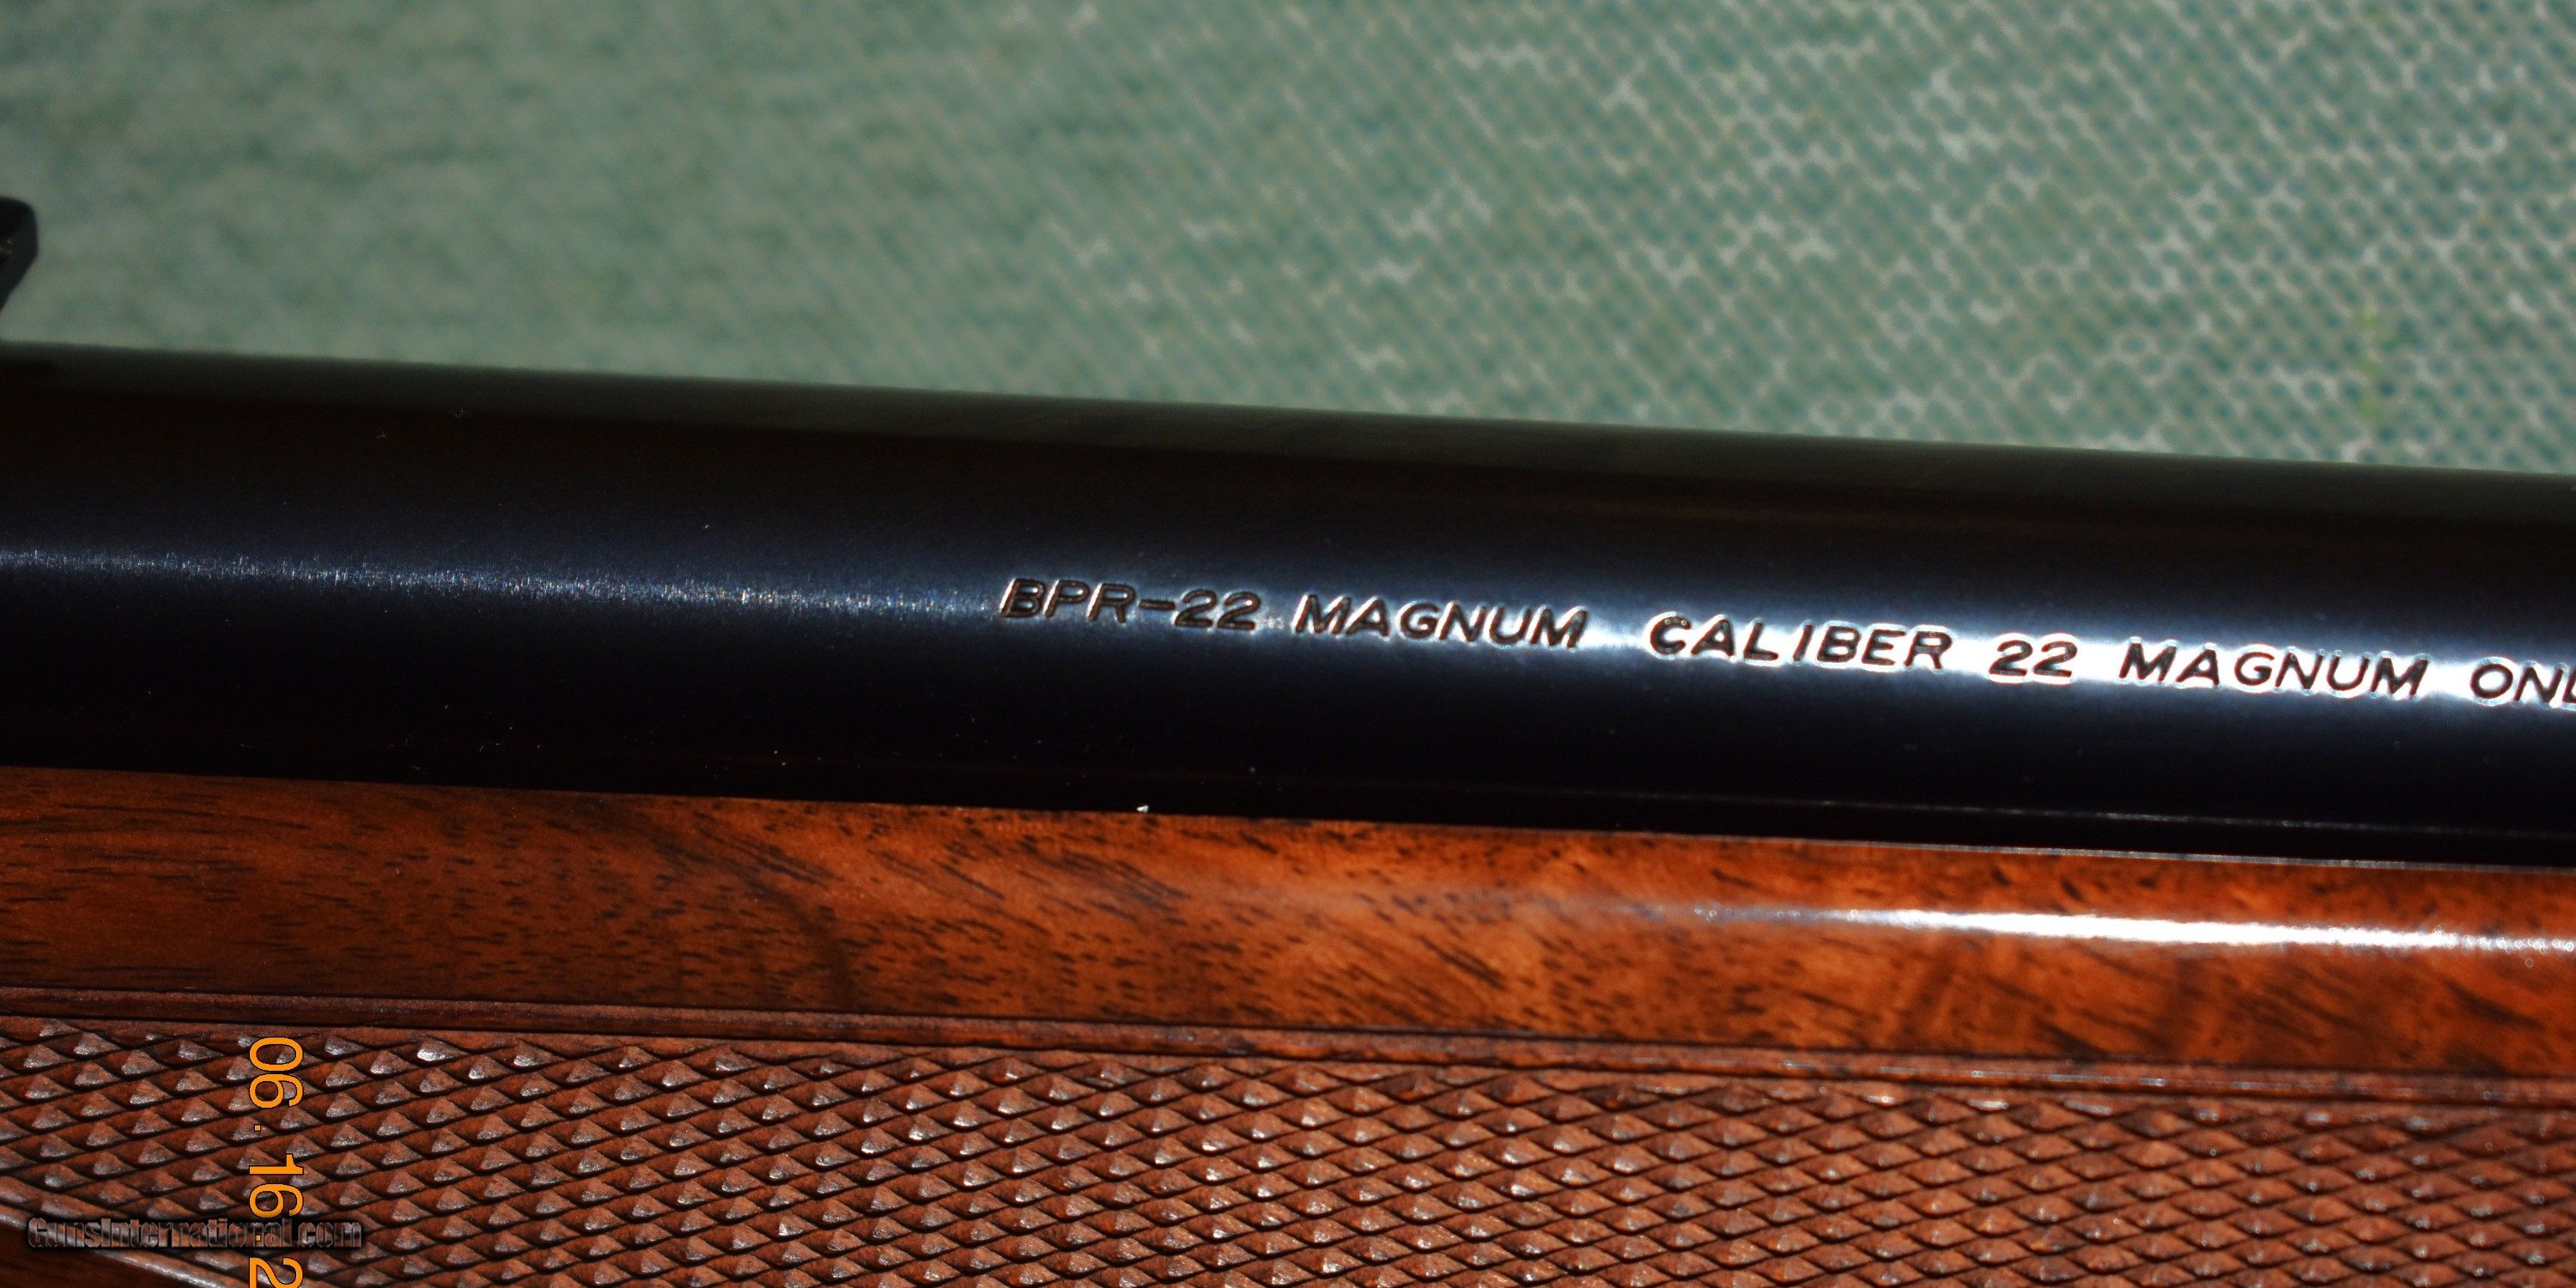 BPR-22 MAGNUM CALIBER 22 MAGNUM
06.16.2
GunsInternational.com